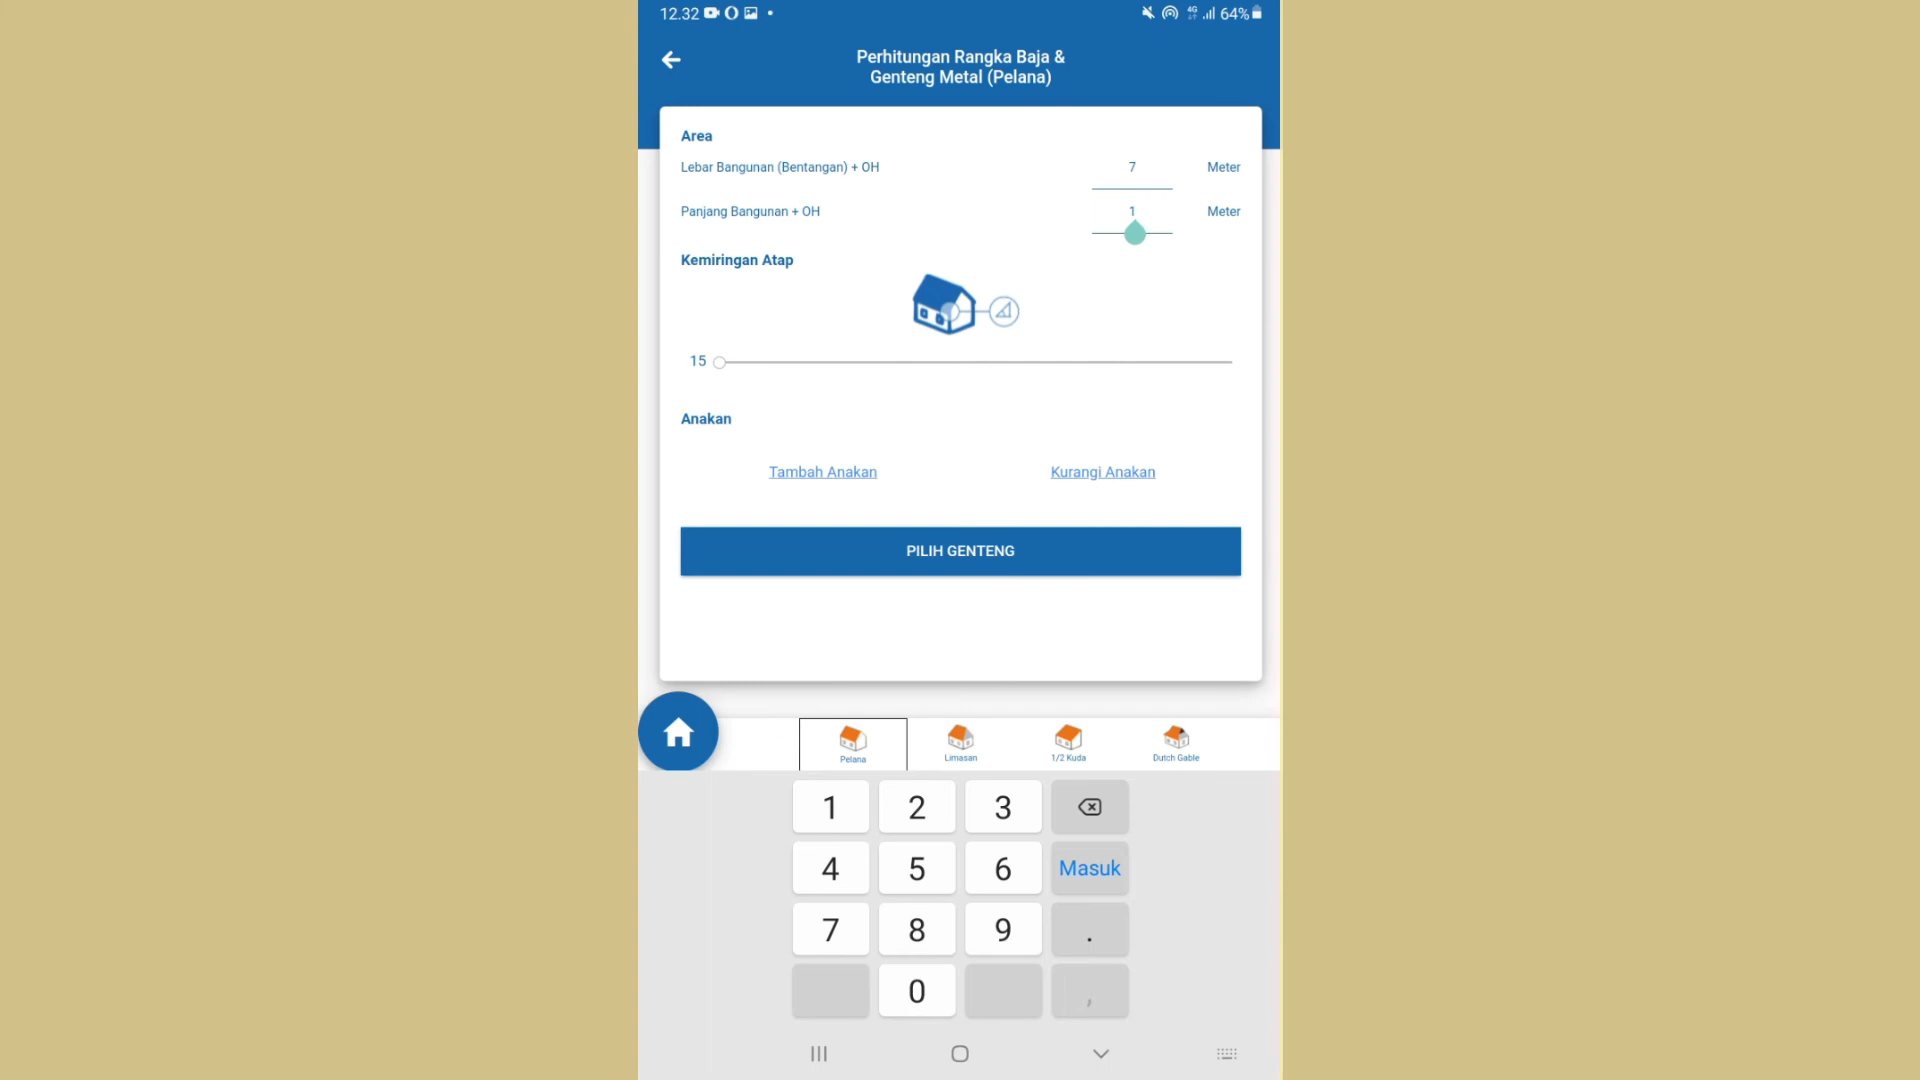 12.32
4G
64%
Perhitungan Rangka Baja &
Genteng Metal (Pelana)
Area
Lebar Bangunan (Bentangan) + OH 7 Meter
Panjang Bangunan + OH 1 Meter
Kemiringan Atap
15
Anakan
Tambah Anakan Kurangi Anakan
PILIH GENTENG
Pelana Limasan 1/2 Kuda Dutch Gable
1 2 3
4 5 6 Masuk
7 8 9 .
0 ,